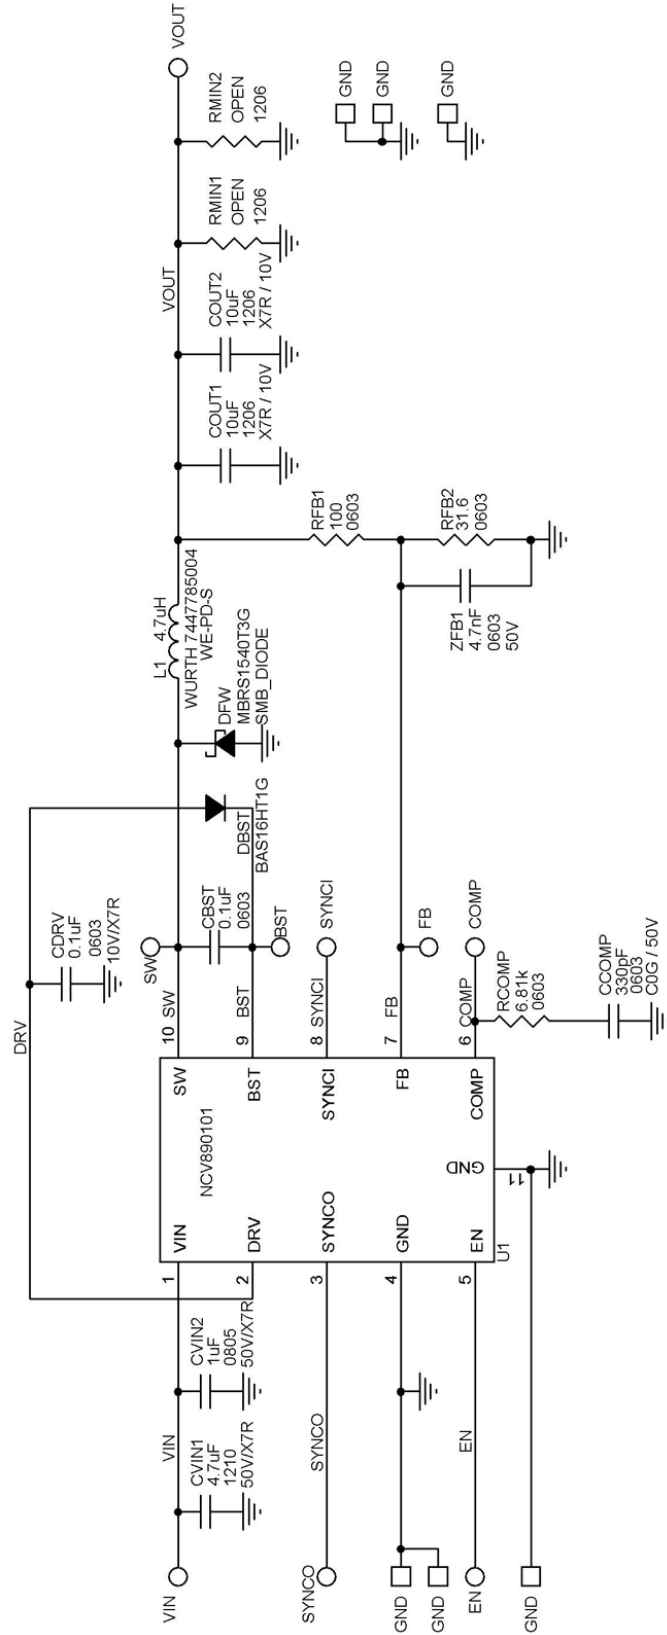 DRV
CDRV
0.1uF
0603
10V/X7R
VIN
VIN
CVIN1
4.7uF
1210
50V/X7R
CVIN2
1uF
0805
50V/X7R
1
VIN
2
DRV
SYNCO
SYNCO
3
SYNCO
GND
GND
4
GND
EN
EN
5
EN
GND
NCV890101
U1
GND
11
SW
10
SW
SW
BST
9
BST
CBST
0.1uF
0603
BST
SYNCI
8
SYNCI
SYNCI
FB
7
FB
FB
COMP
6
COMP
COMP
RCOMP
6.81k
0603
CCOMP
330pF
0603
C0G / 50V
DBST
BAS16HT1G
DFW
MBRS1540T3G
SMB_DIODE
L1
4.7uH
WURTH 7447785004
WE-PD-S
RFB1
100
0603
RFB2
31.6
0603
ZFB1
4.7nF
0603
50V
COUT1
10uF
1206
X7R / 10V
COUT2
10uF
1206
X7R / 10V
VOUT
RMIN1
OPEN
1206
RMIN2
OPEN
1206
VOUT
GND
GND
GND